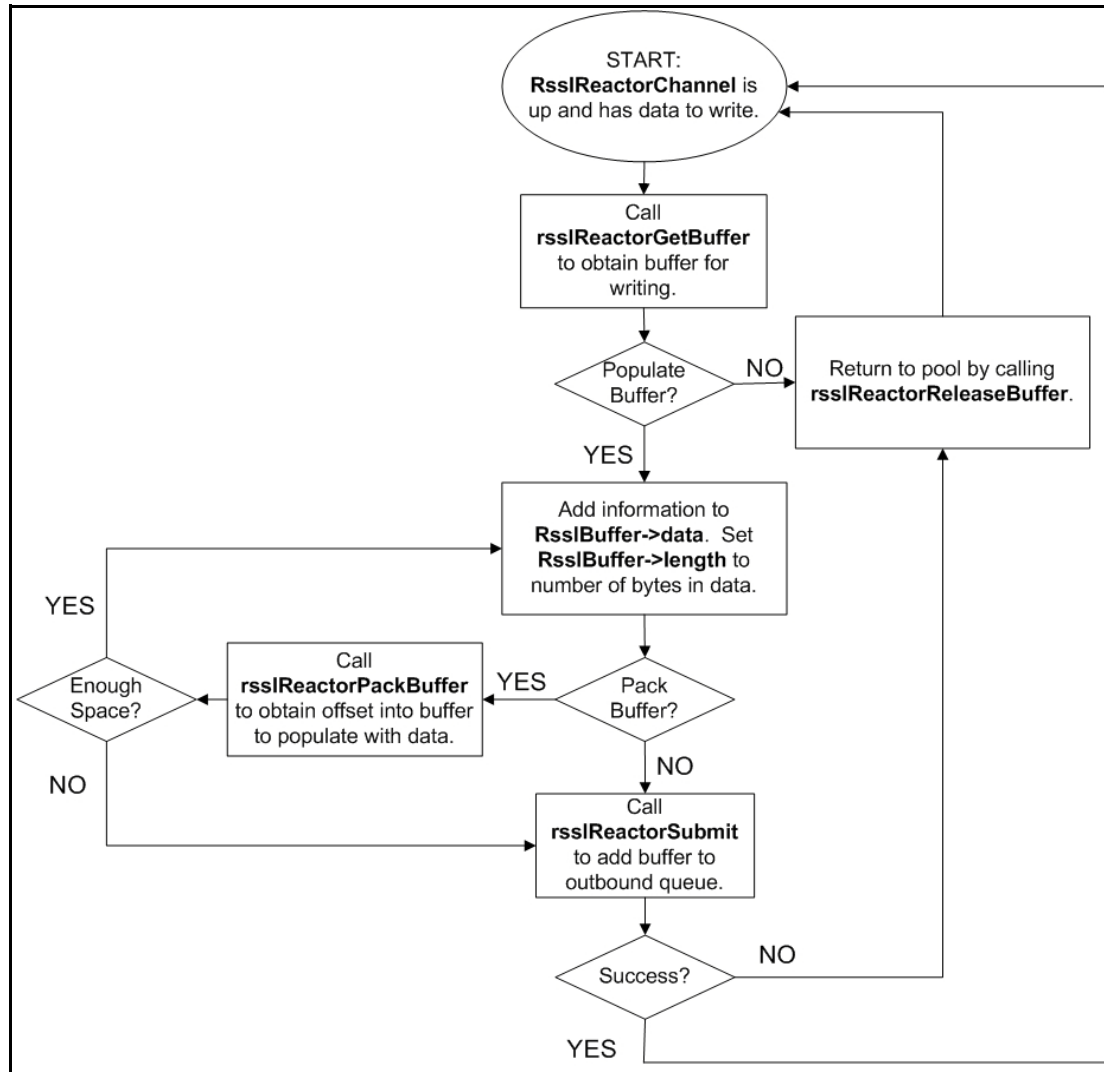 START:
RsslReactorChannel is
up and has data to write.
Call
rsslReactorGetBuffer
to obtain buffer for
writing.
Populate
Buffer?
NO
Return to pool by calling
rsslReactorReleaseBuffer.
YES
Add information to
RsslBuffer->data. Set
RsslBuffer->length to
number of bytes in data.
YES
Enough
Space?
Call
rsslReactorPackBuffer
to obtain offset into buffer
to populate with data.
YES
Pack
Buffer?
NO
NO
Call
rsslReactorSubmit
to add buffer to
outbound queue.
Success?
NO
YES